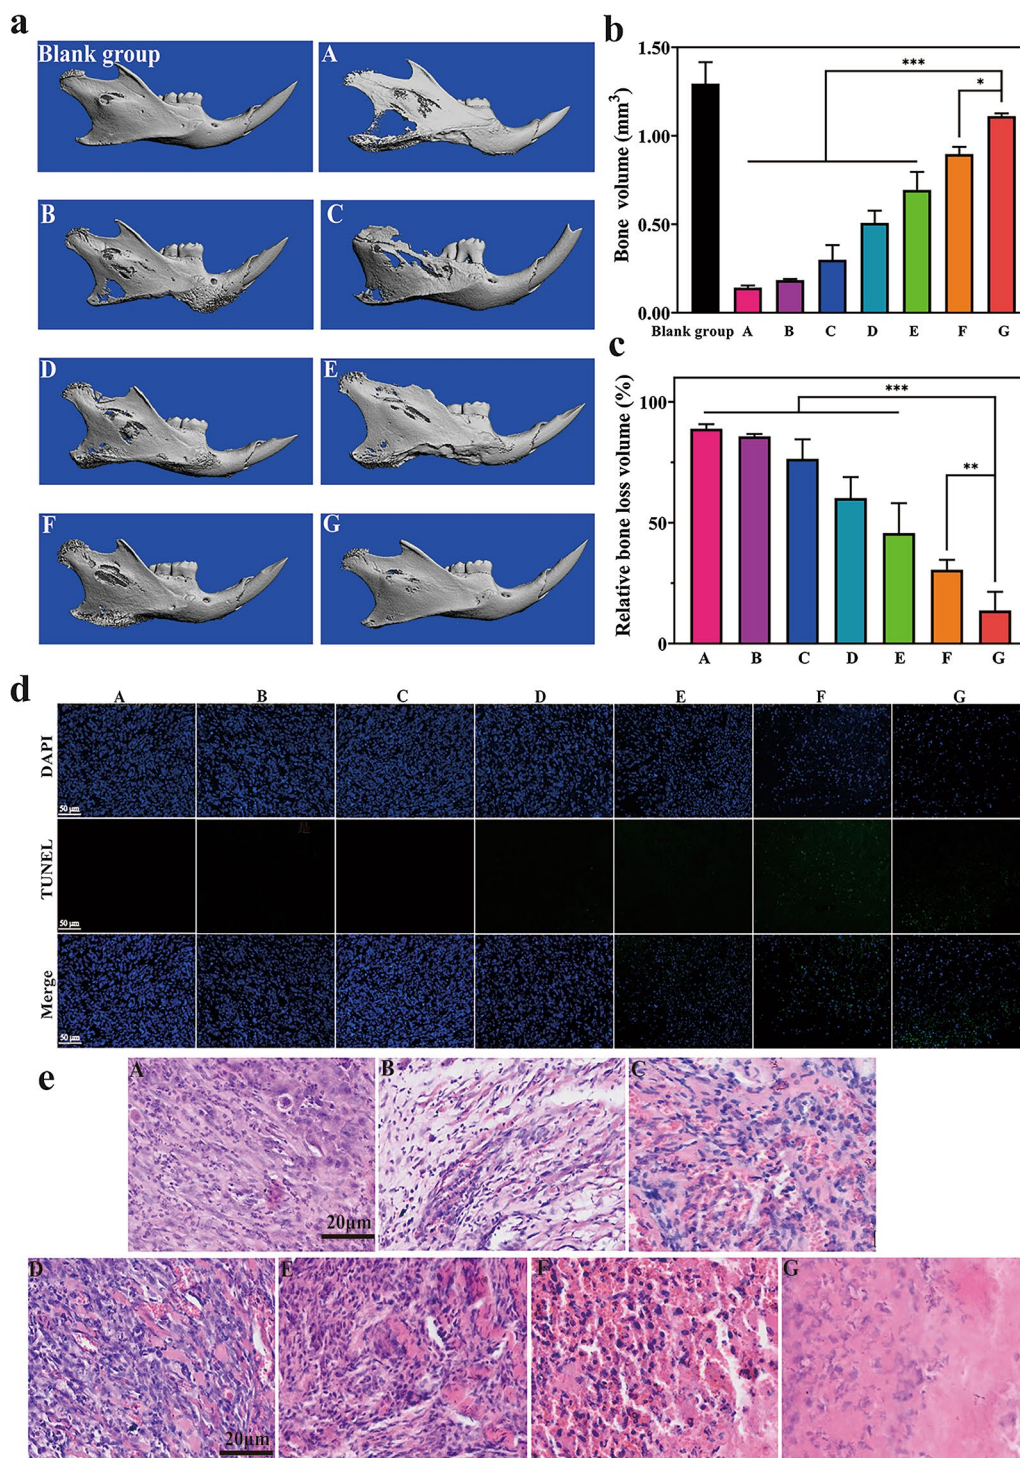 a
Blank group
A
B
C
D
E
F
G
b
Bone volume (mm³)
1.50
1.00
0.50
0.00
***
*
Blank group A B C D E F G
c
Relative bone loss volume (%)
100
50
0
***
**
A B C D E F G
d
A B C D E F G
DAPI
50 μm
TUNEL
50 μm
Merge
50 μm
e
A
B
C
20μm
D
E
F
G
20μm